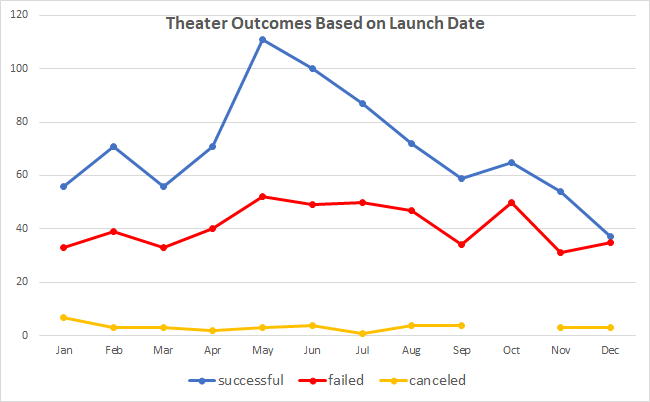 Theater Outcomes Based on Launch Date
120
100
80
60
40
20
0
Jan Feb Mar Apr May Jun Jul Aug Sep Oct Nov Dec
successful failed canceled